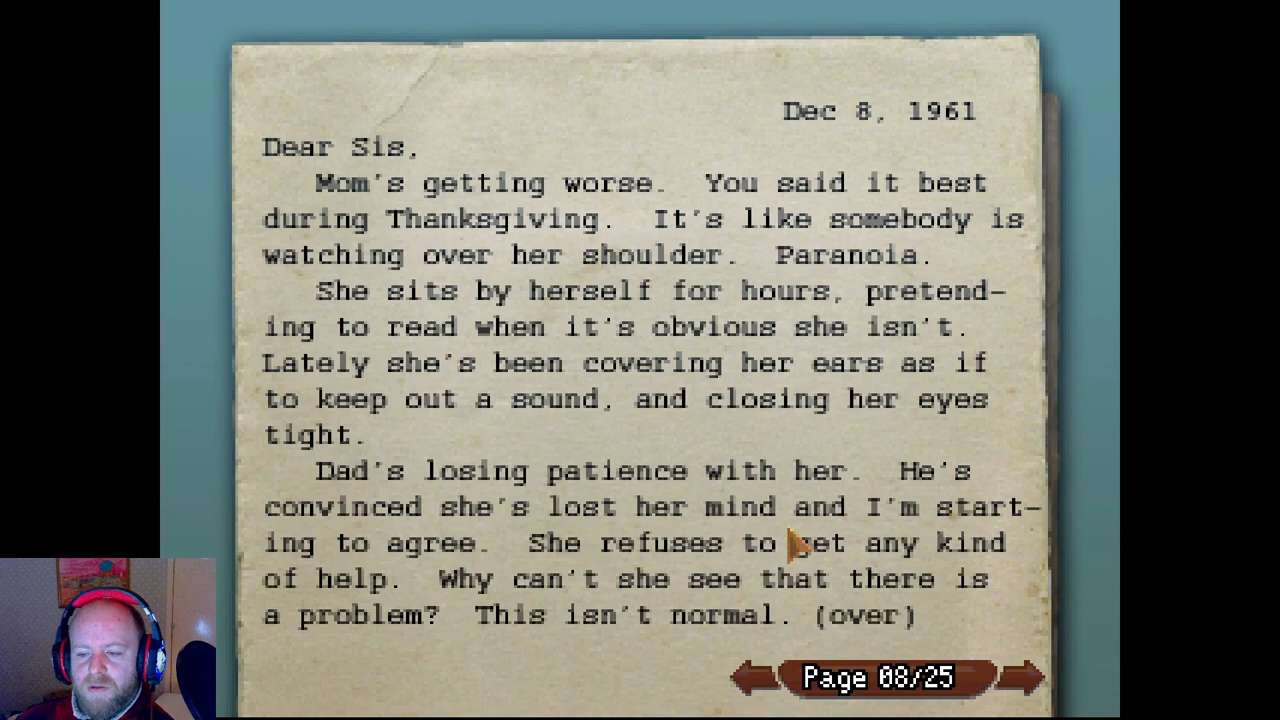 Dec 8, 1961
Dear Sis,
Mom's getting worse. You said it best
during Thanksgiving. It's like somebody is
watching over her shoulder. Paranoia.
She sits by herself for hours, pretend-
ing to read when it's obvious she isn't.
Lately she's been covering her ears as if
to keep out a sound, and closing her eyes
tight.
Dad's losing patience with her. He's
convinced she's lost her mind and I'm start-
ing to agree. She refuses to get any kind
of help. Why can't she see that there is
a problem? This isn't normal. (over)
Page 08/25